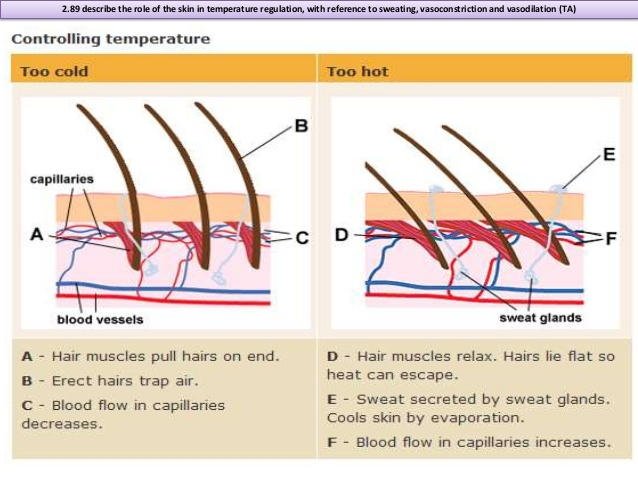 2.89 describe the role of the skin in temperature regulation, with reference to sweating, vasoconstriction and vasodilation (TA)
Controlling temperature
Too cold
Too hot
capillaries
A
B
C
blood vessels
D
E
F
sweat glands
A - Hair muscles pull hairs on end.
B - Erect hairs trap air.
C - Blood flow in capillaries
decreases.
D - Hair muscles relax. Hairs lie flat so
heat can escape.
E - Sweat secreted by sweat glands.
Cools skin by evaporation.
F - Blood flow in capillaries increases.